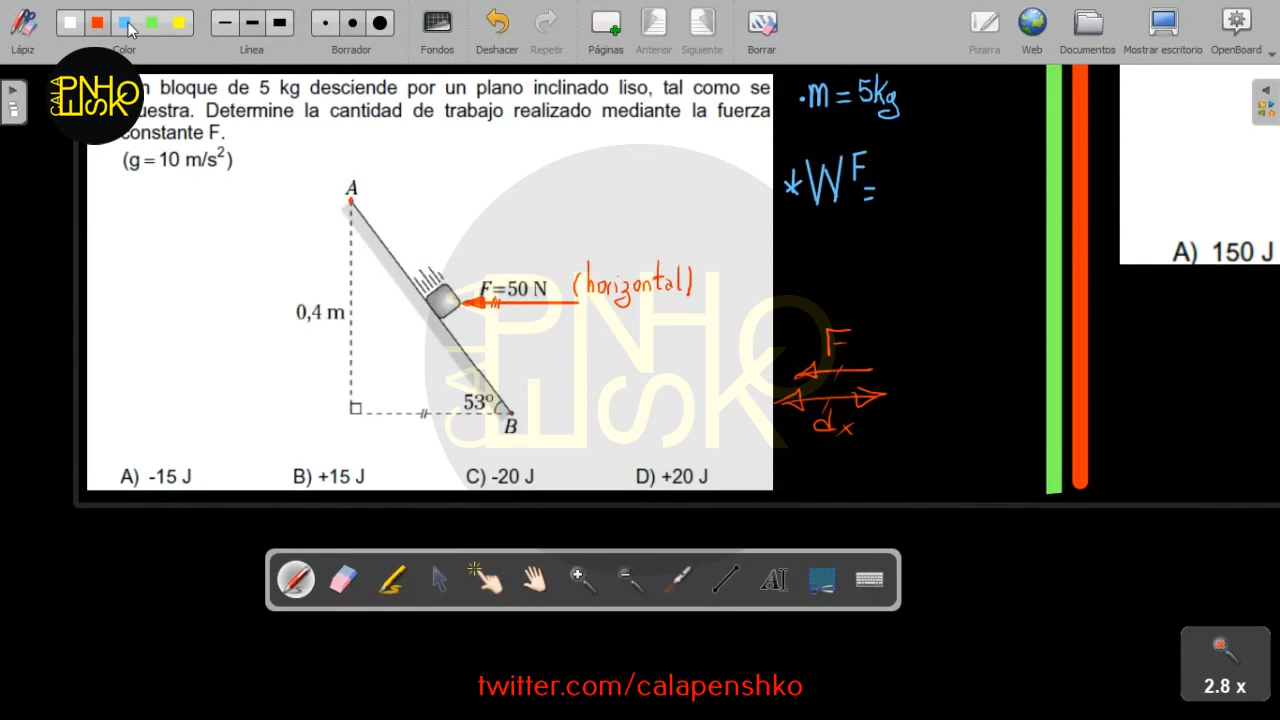 Lápiz
Color
Línea
Borrador
Fondos
Deshacer
Repetir
Páginas
Anterior
Siguiente
Borrar
Pizarra
Web
Documentos
Mostrar escritorio
OpenBoard
CALAPENSHKO
n bloque de 5 kg desciende por un plano inclinado liso, tal como se
uestra. Determine la cantidad de trabajo realizado mediante la fuerza
constante F.
(g = 10 m/s²)
A
0,4 m
F=50 N
(horizontal)
53°
B
A) -15 J
B) +15 J
C) -20 J
D) +20 J
.m = 5kg
*W^F =
F
dx
A) 150 J
CALAPENSHKO
2.8 x
twitter.com/calapenshko